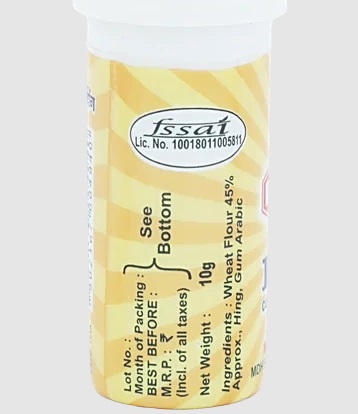 fssai
Lic. No. 10018011005811
Lot No. :
Month of Packing :
BEST BEFORE :
M.R.P. : ₹
(Incl. of all taxes)
See
Bottom
Net Weight : 10g
Ingredients : Wheat Flour 45%
Approx., Hing, Gum Arabic